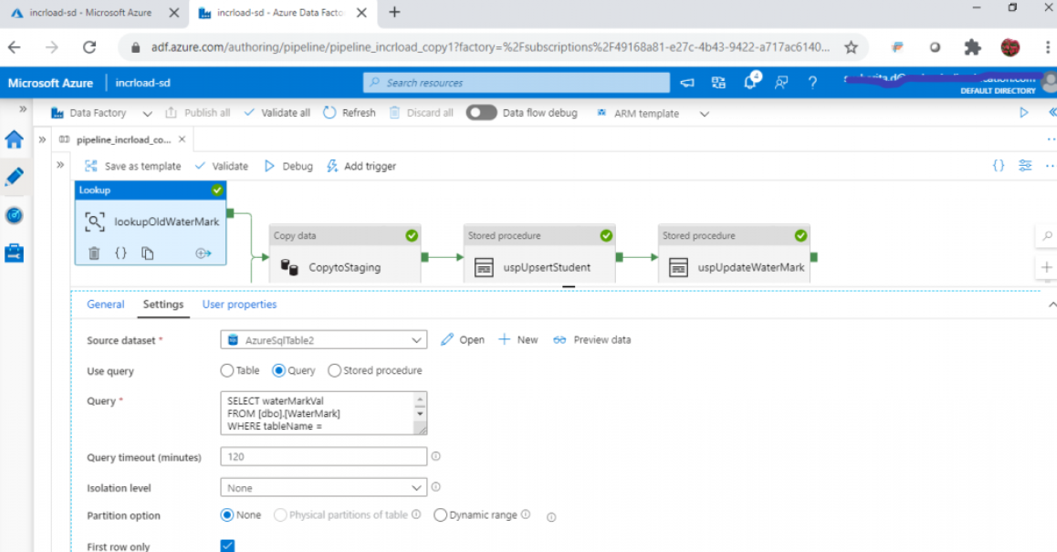 incrload-sd - Microsoft Azure
incrload-sd - Azure Data Facto
adf.azure.com/authoring/pipeline/pipeline_incrload_copy1?factory=%2Fsubscriptions%2F49168a81-e27c-4b43-9422-a717ac6140...
Microsoft Azure incrload-sd Search resources 4 ?
DEFAULT DIRECTORY
Data Factory Publish all Validate all Refresh Discard all Data flow debug ARM template
pipeline_incrload_co...
Save as template Validate Debug Add trigger {}
Lookup
lookupOldWaterMark
{}
Copy data Stored procedure Stored procedure
CopytoStaging uspUpsertStudent uspUpdateWaterMark
General Settings User properties
Source dataset * AzureSqlTable2 Open New Preview data
Use query Table Query Stored procedure
Query * SELECT waterMarkVal
FROM [dbo].[WaterMark]
WHERE tableName =
Query timeout (minutes) 120
Isolation level None
Partition option None Physical partitions of table Dynamic range
First row only